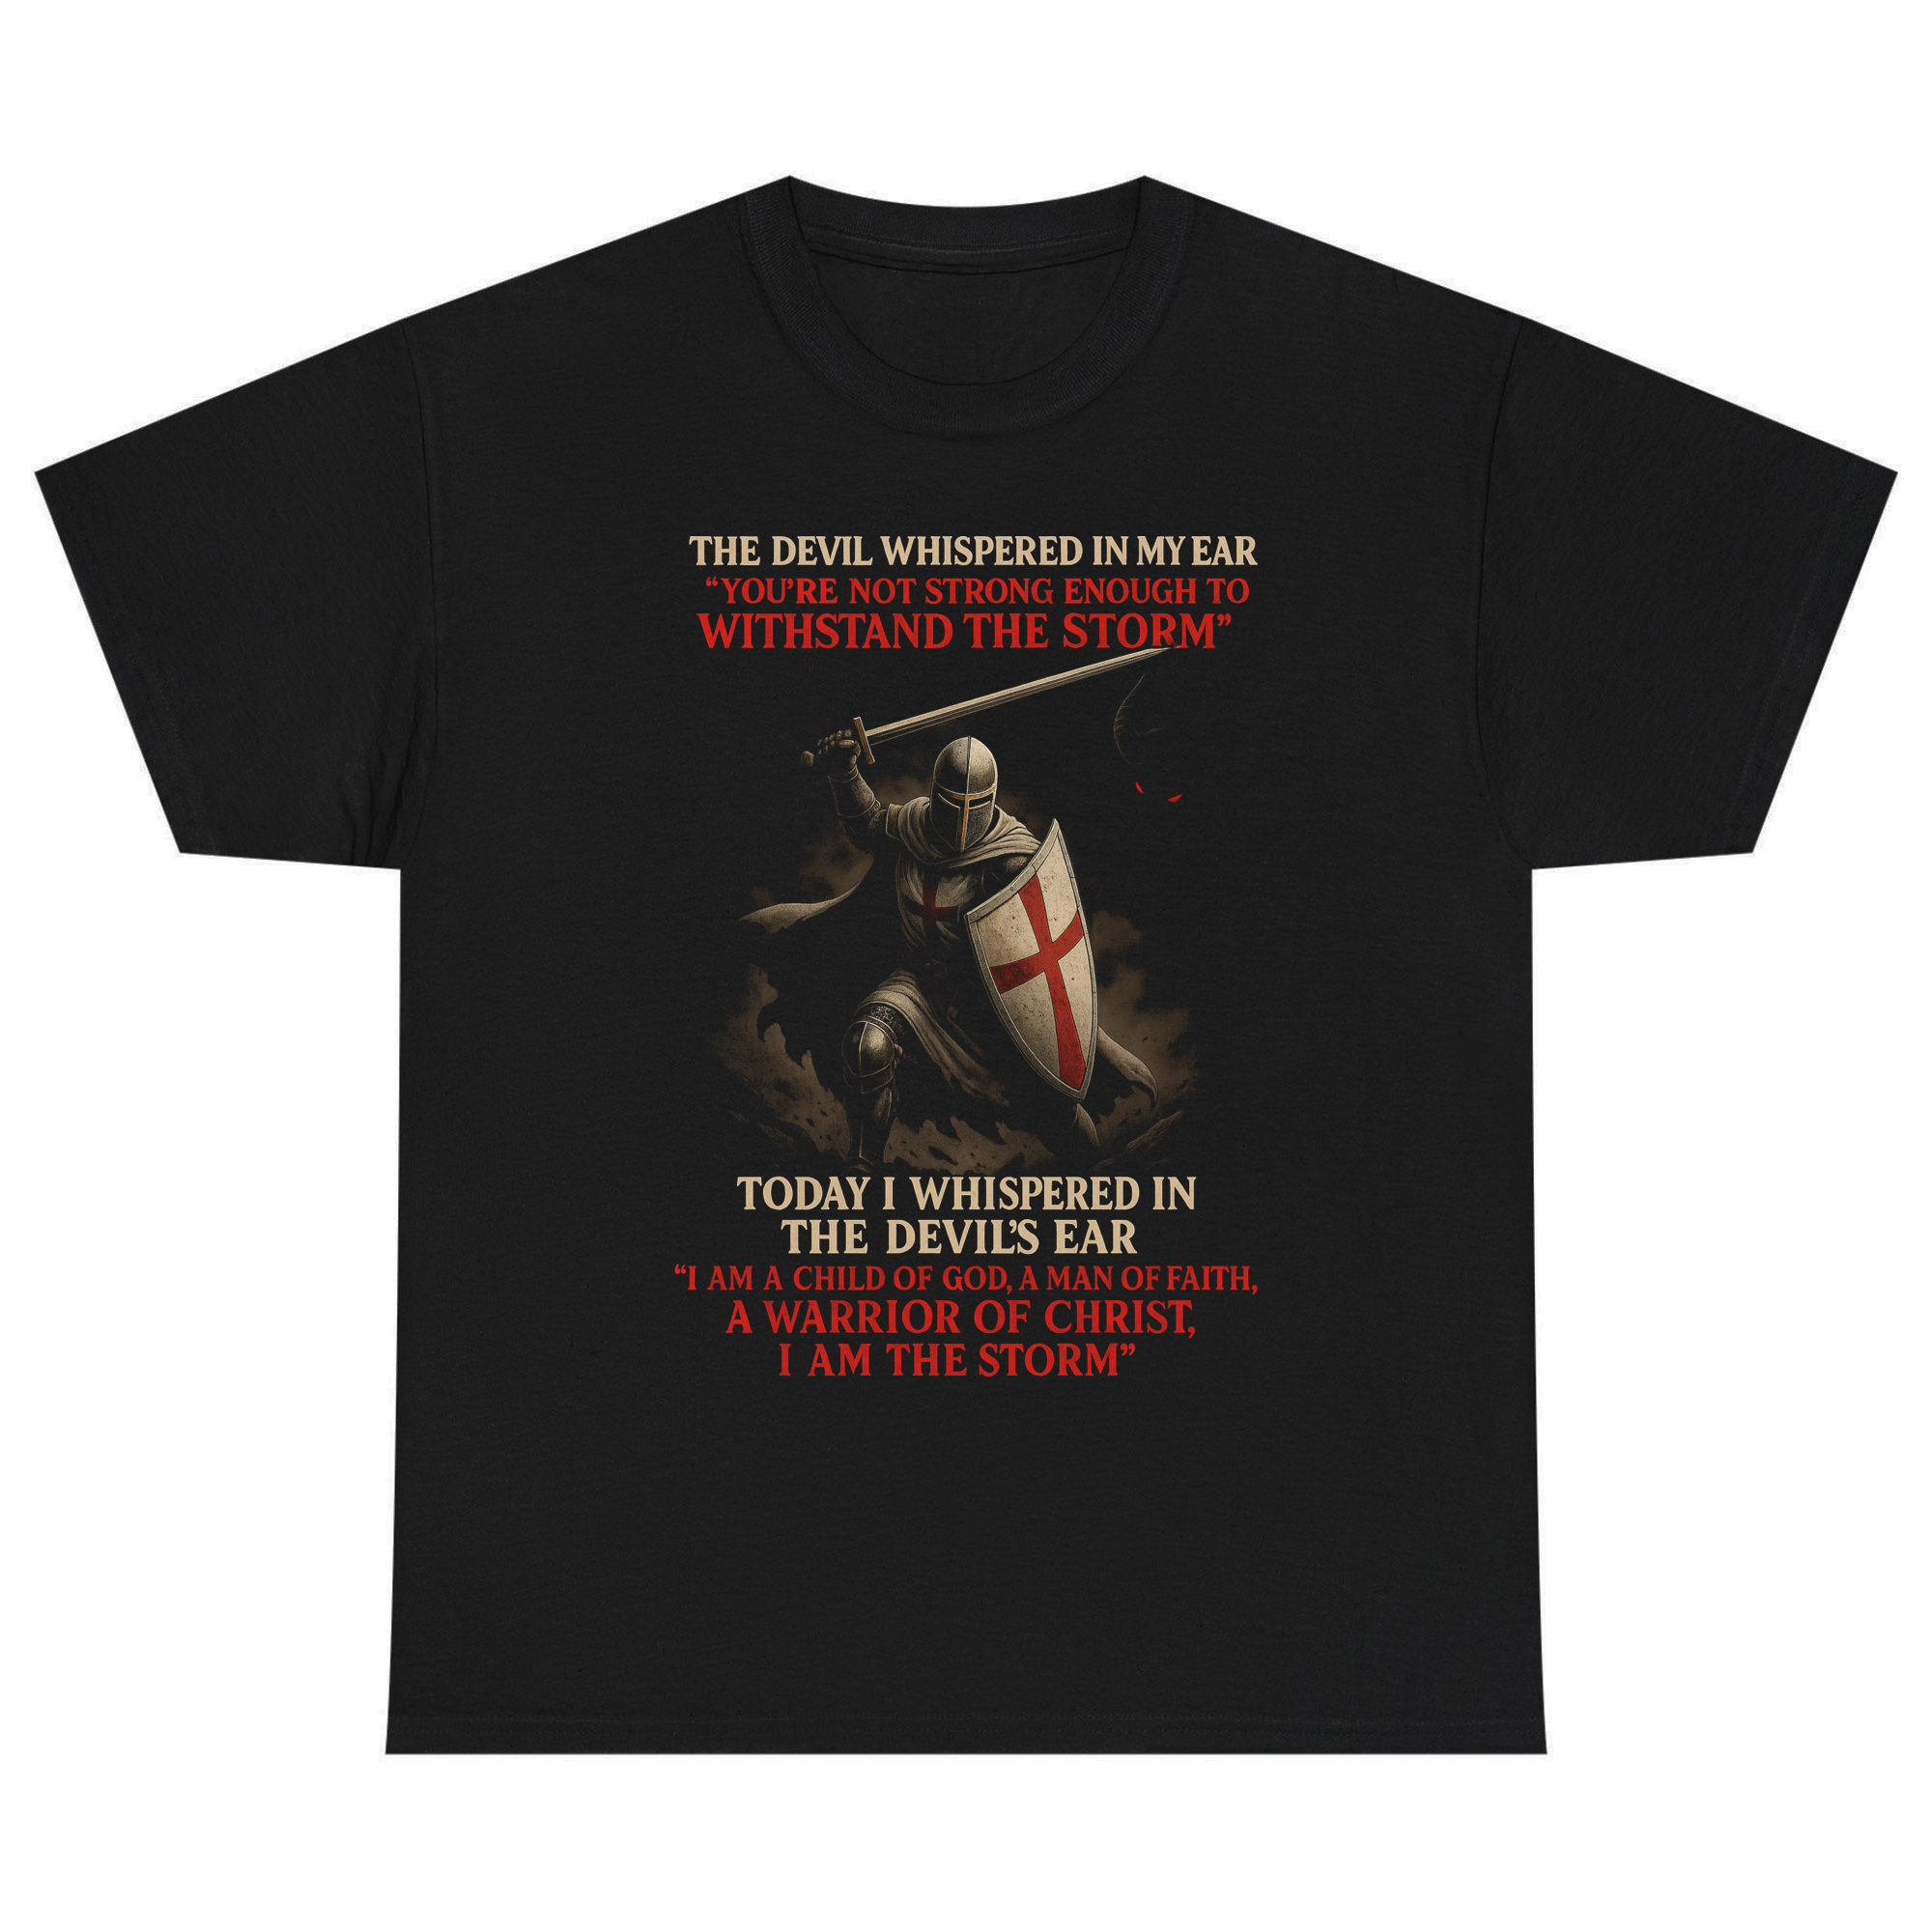 THE DEVIL WHISPERED IN MY EAR
“YOU’RE NOT STRONG ENOUGH TO
WITHSTAND THE STORM”
TODAY I WHISPERED IN
THE DEVIL’S EAR
“I AM A CHILD OF GOD, A MAN OF FAITH,
A WARRIOR OF CHRIST,
I AM THE STORM”